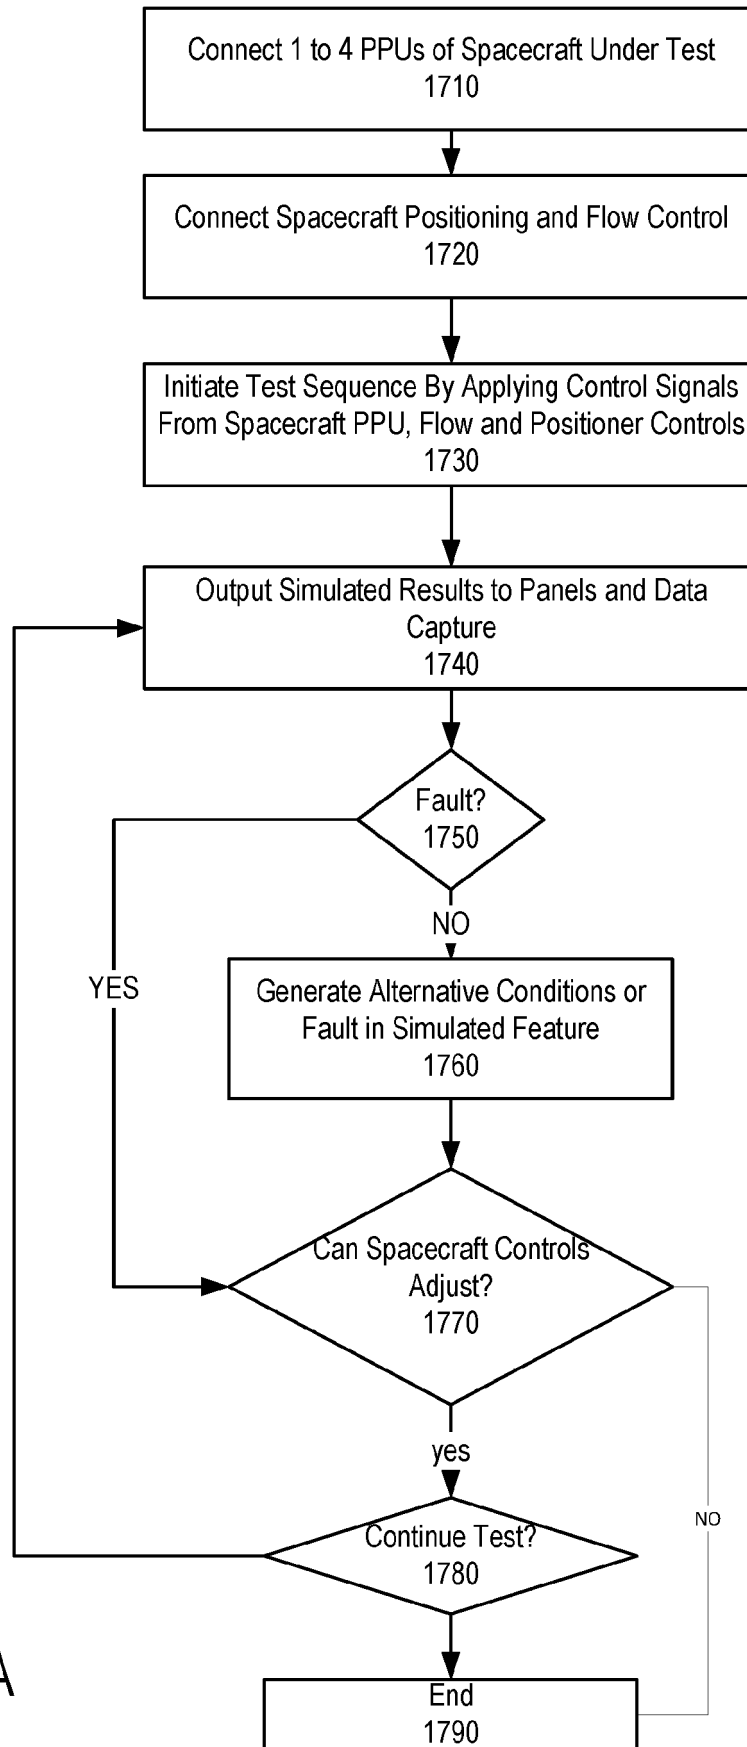 Connect 1 to 4 PPUs of Spacecraft Under Test
1710
Connect Spacecraft Positioning and Flow Control
1720
Initiate Test Sequence By Applying Control Signals
From Spacecraft PPU, Flow and Positioner Controls
1730
Output Simulated Results to Panels and Data
Capture
1740
Fault?
1750
NO
YES
Generate Alternative Conditions or
Fault in Simulated Feature
1760
Can Spacecraft Controls
Adjust?
1770
yes
NO
Continue Test?
1780
A
End
1790